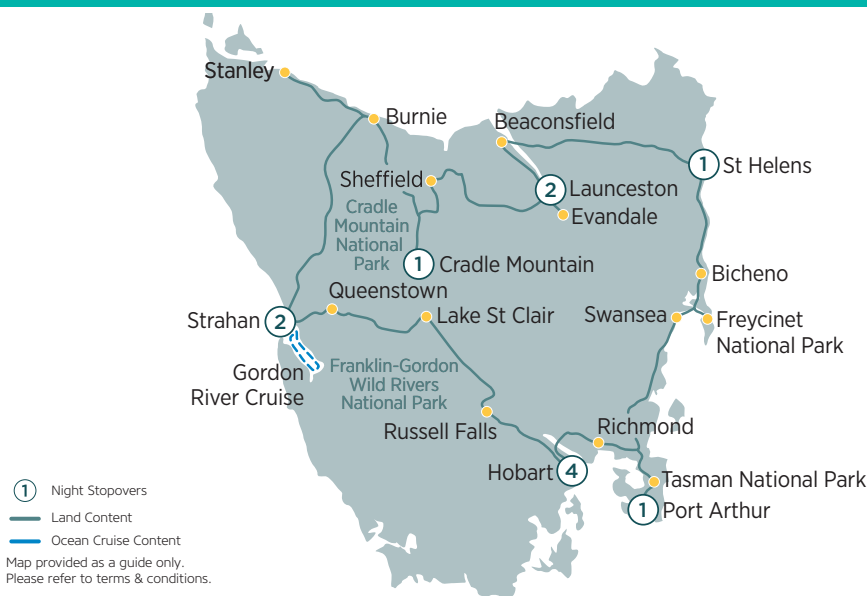 Stanley
Burnie
Beaconsfield
1 St Helens
Sheffield
2 Launceston
Evandale
Cradle
Mountain
National
Park
1 Cradle Mountain
Bicheno
Queenstown
Strahan 2
Lake St Clair
Swansea
Freycinet
National Park
Gordon
River Cruise
Franklin-Gordon
Wild Rivers
National Park
Russell Falls
Richmond
Hobart 4
Tasman National Park
1 Port Arthur
1 Night Stopovers
Land Content
Ocean Cruise Content
Map provided as a guide only.
Please refer to terms & conditions.